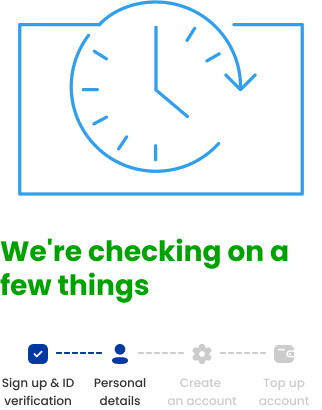 We're checking on a
few things
Sign up & ID
verification
Personal
details
Create
an account
Top up
account